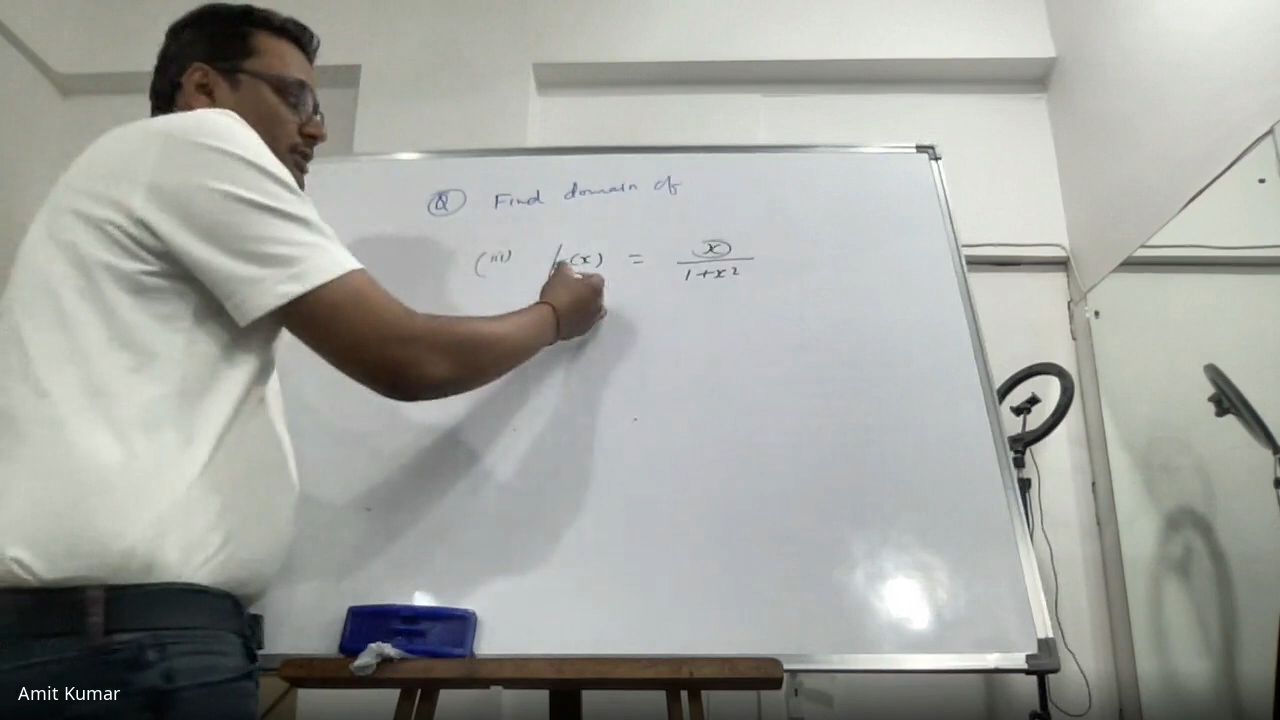 Q Find domain of
(iii) f(x) = x / 1+x²
Amit Kumar